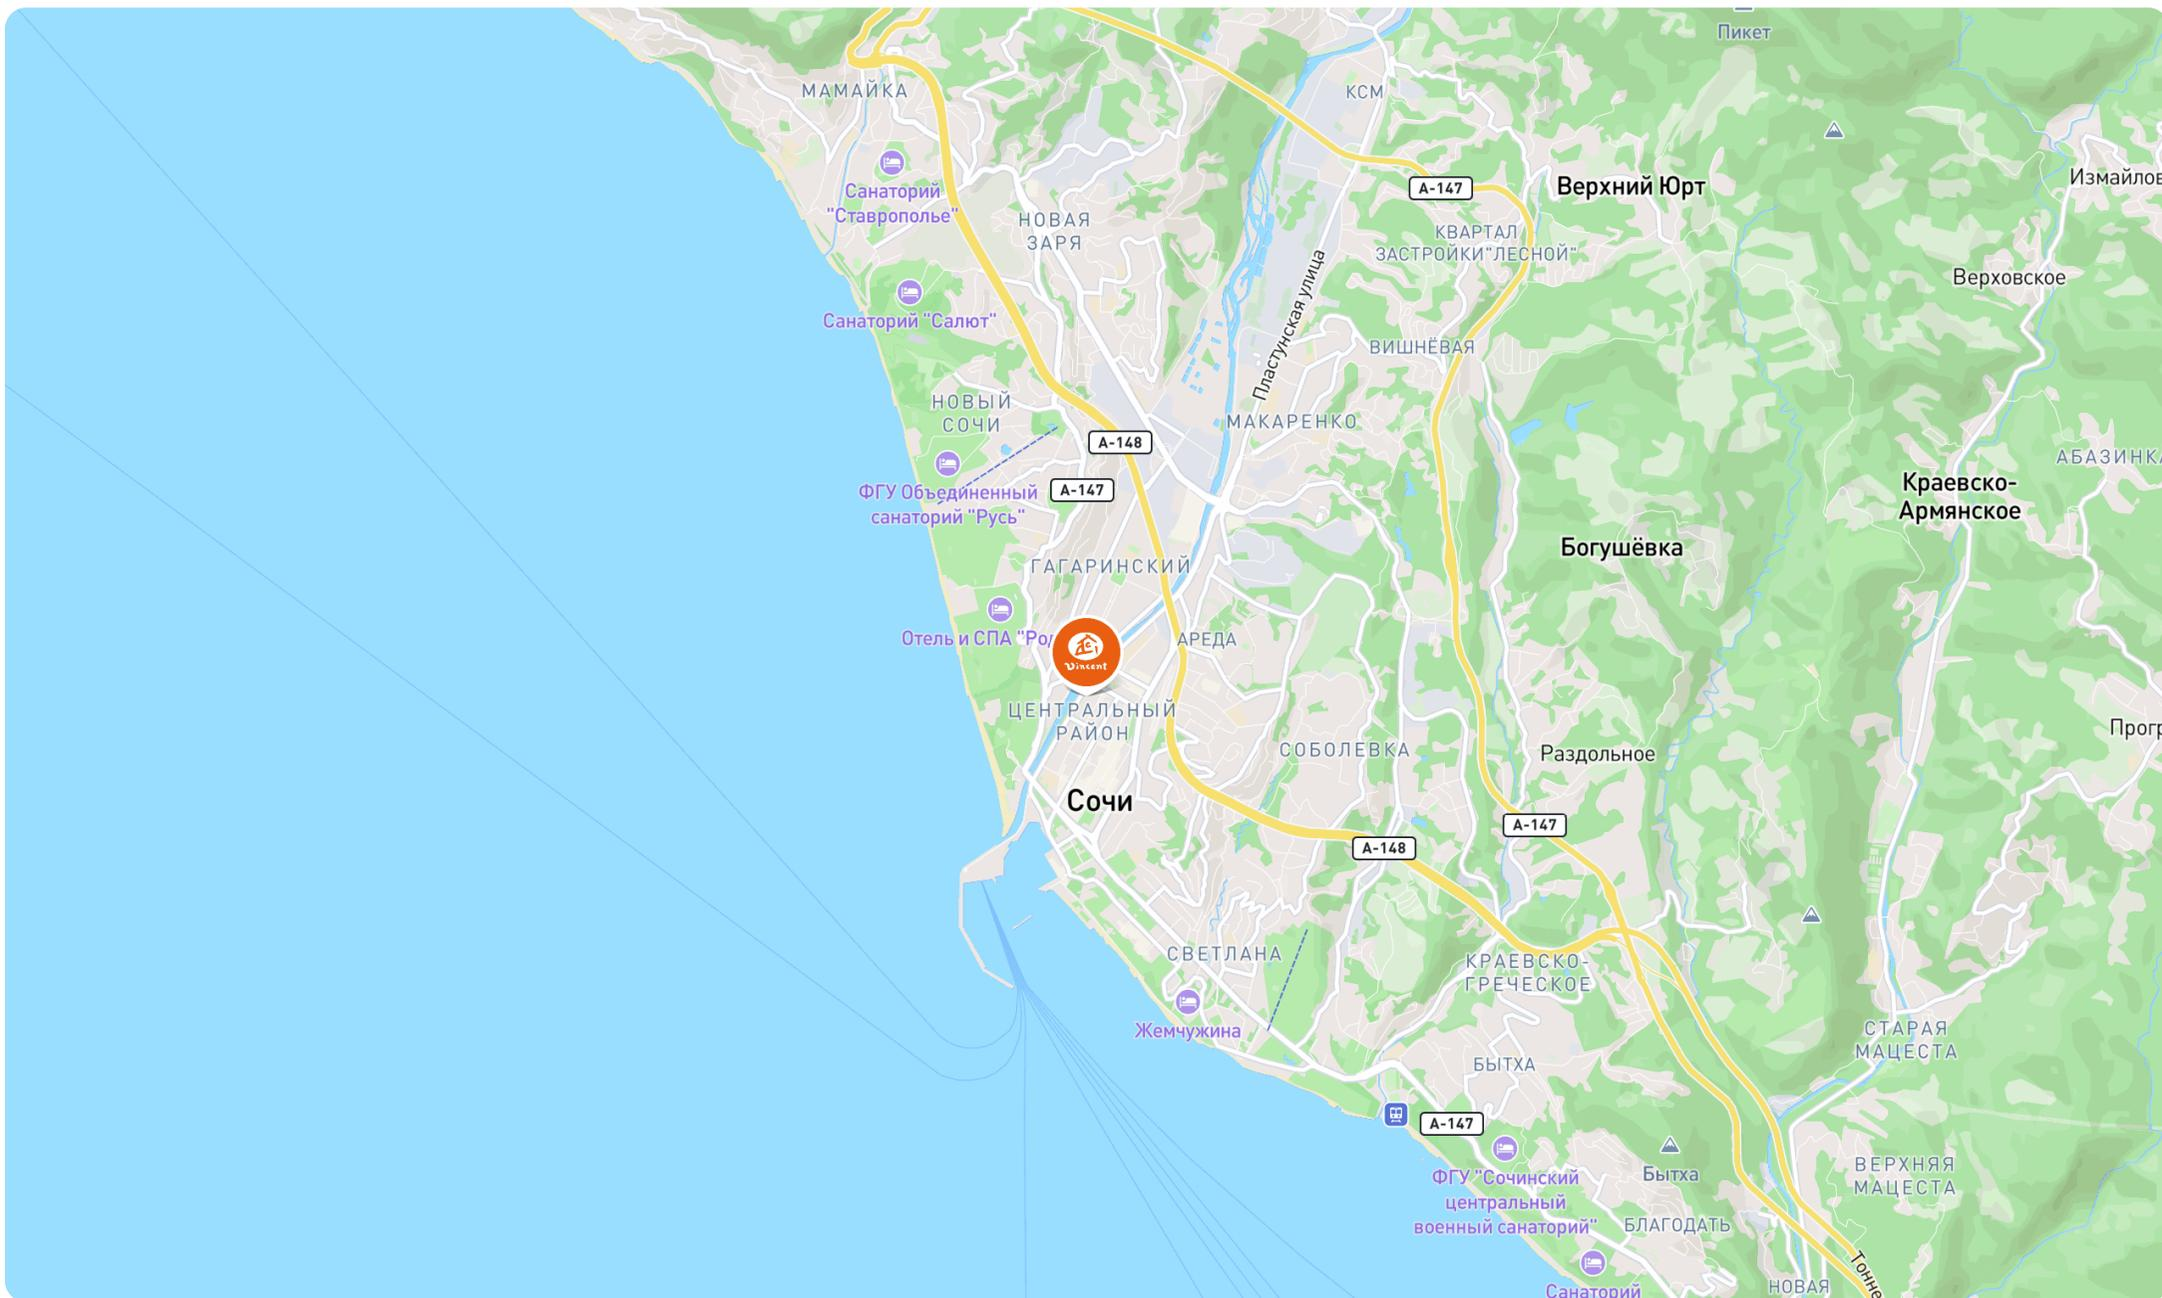 Пикет
МАМАЙКА
КСМ
Санаторий
"Ставрополье"
НОВАЯ
ЗАРЯ
А-147
Верхний Юрт
Измайлов
КВАРТАЛ
ЗАСТРОЙКИ"ЛЕСНОЙ"
Верховское
Санаторий "Салют"
Пластунская улица
ВИШНЁВАЯ
НОВЫЙ
СОЧИ
МАКАРЕНКО
А-148
АБАЗИНКА
ФГУ Объединенный
санаторий "Русь"
А-147
Краевско-
Армянское
Богушёвка
ГАГАРИНСКИЙ
Отель и СПА "Род
Vincent
АРЕДА
ЦЕНТРАЛЬНЫЙ
РАЙОН
СОБОЛЕВКА
Раздольное
Прогр
Сочи
А-147
А-148
СВЕТЛАНА
КРАЕВСКО-
ГРЕЧЕСКОЕ
Жемчужина
СТАРАЯ
МАЦЕСТА
БЫТХА
А-147
ФГУ "Сочинский
центральный
военный санаторий"
Бытха
ВЕРХНЯЯ
МАЦЕСТА
БЛАГОДАТЬ
Тонне
НОВАЯ
Санаторий